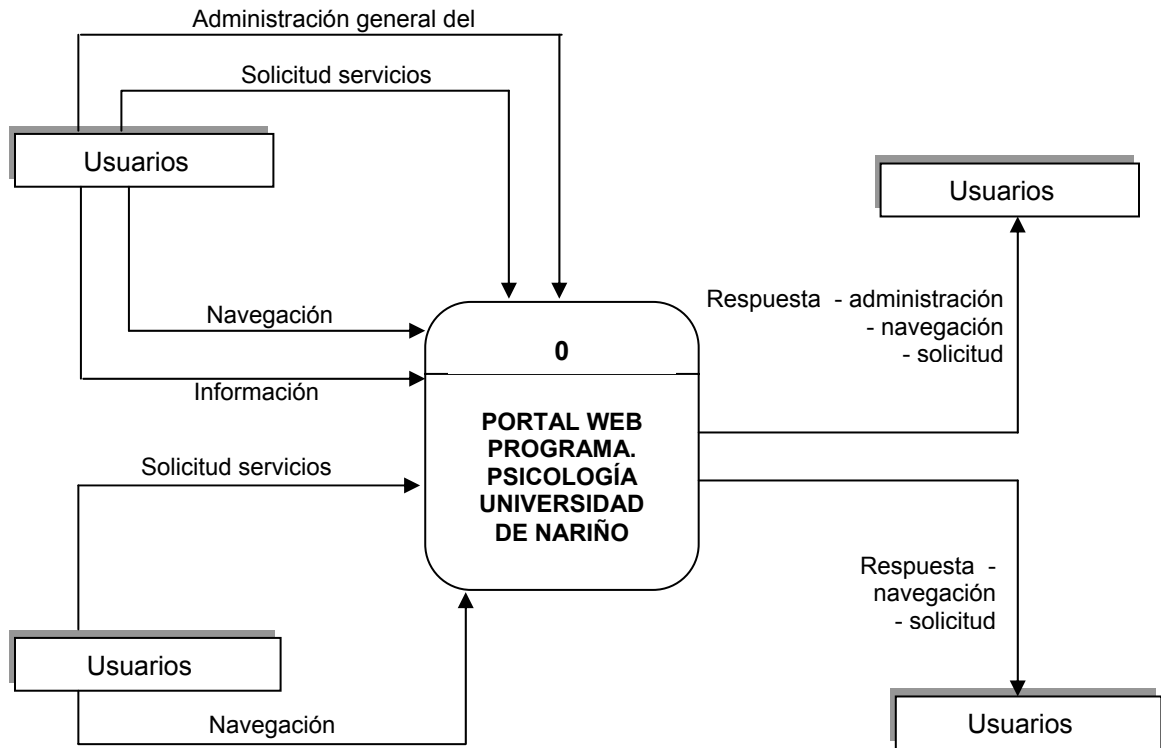 Administración general del
Solicitud servicios
Usuarios
Usuarios
Respuesta - administración
- navegación
- solicitud
Navegación
0
Información
PORTAL WEB
PROGRAMA.
PSICOLOGÍA
UNIVERSIDAD
DE NARIÑO
Solicitud servicios
Respuesta -
navegación
- solicitud
Usuarios
Navegación
Usuarios